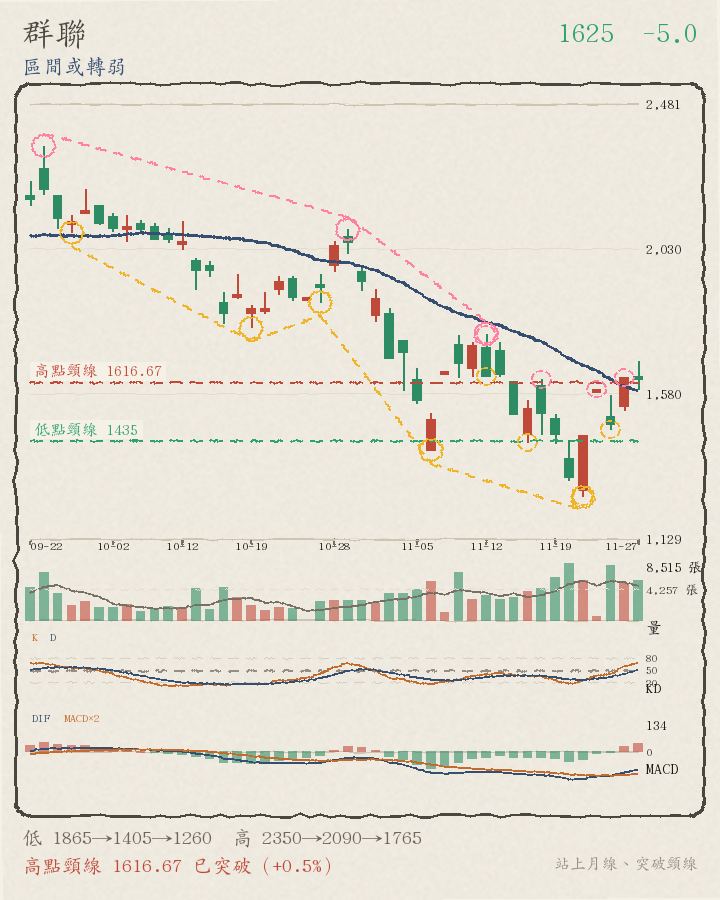 群聯
1625 -5.0
區間或轉弱
2,481
2,030
高點頸線 1616.67
1,580
低點頸線 1435
1,129
09-22 10-02 10-12 10-19 10-28 11-05 11-12 11-19 11-27
8,515 張
4,257 張
量
K D
80
50
20
KD
DIF MACD×2
134
0
MACD
低 1865→1405→1260 高 2350→2090→1765
高點頸線 1616.67 已突破 (+0.5%)
站上月線、突破頸線